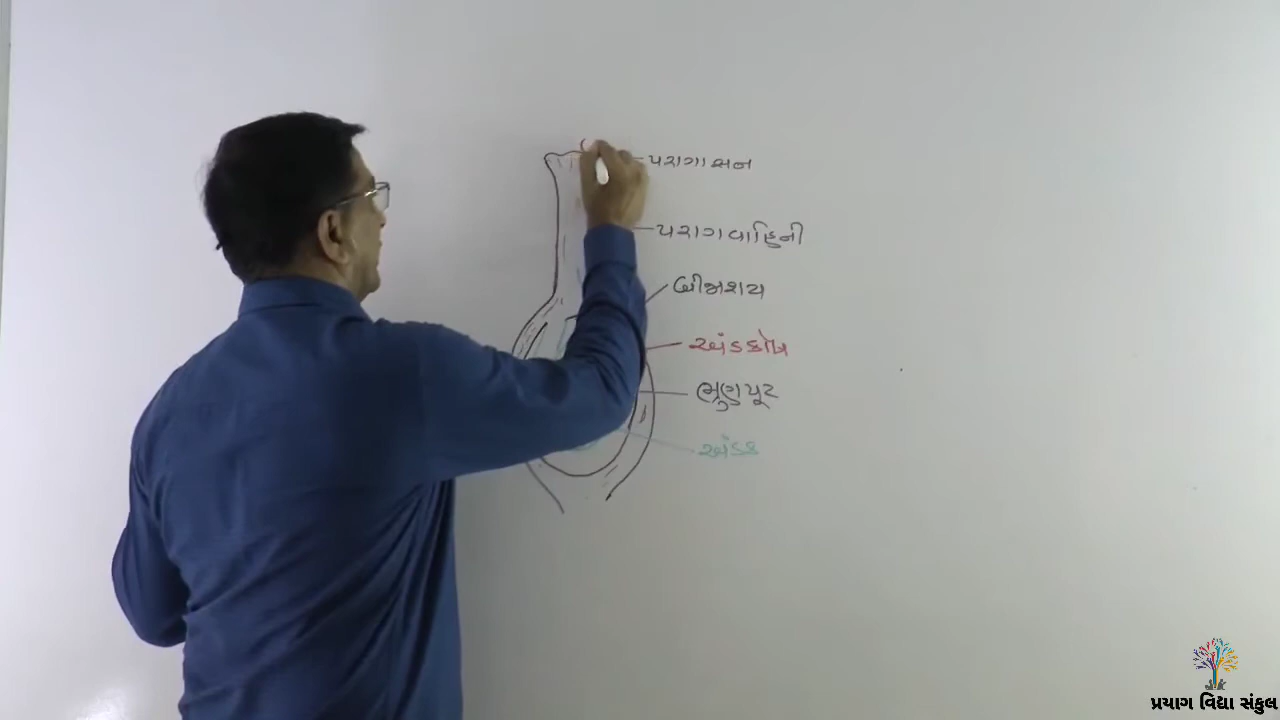 પરાગાસન
પરાગવાહિની
બીજાશય
અંડકોષ
ભ્રુણપૂટ
અંડક
પ્રયાગ વિદ્યા સંકુલ